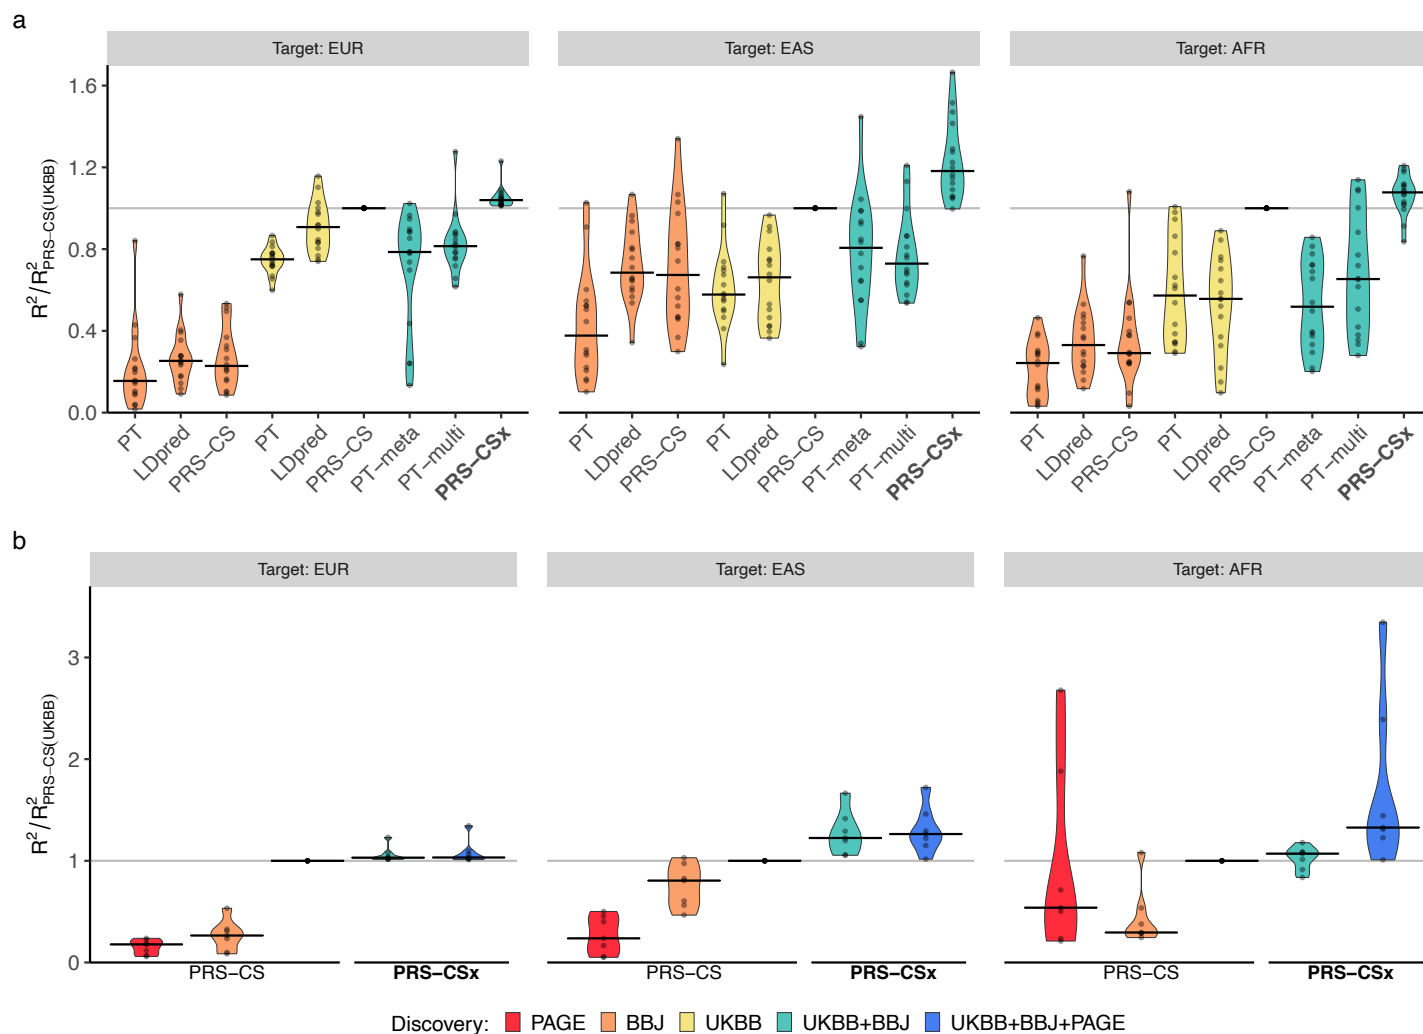 a
Target: EUR
Target: EAS
Target: AFR
R²/R²PRS−CS(UKBB)
1.6
1.2
0.8
0.4
0.0
PT
LDpred
PRS−CS
PT
LDpred
PRS−CS
PT−meta
PT−multi
PRS−CSx
PT
LDpred
PRS−CS
PT
LDpred
PRS−CS
PT−meta
PT−multi
PRS−CSx
PT
LDpred
PRS−CS
PT
LDpred
PRS−CS
PT−meta
PT−multi
PRS−CSx
b
Target: EUR
Target: EAS
Target: AFR
R²/R²PRS−CS(UKBB)
3
2
1
0
PRS−CS
PRS−CSx
PRS−CS
PRS−CSx
PRS−CS
PRS−CSx
Discovery: PAGE BBJ UKBB UKBB+BBJ UKBB+BBJ+PAGE